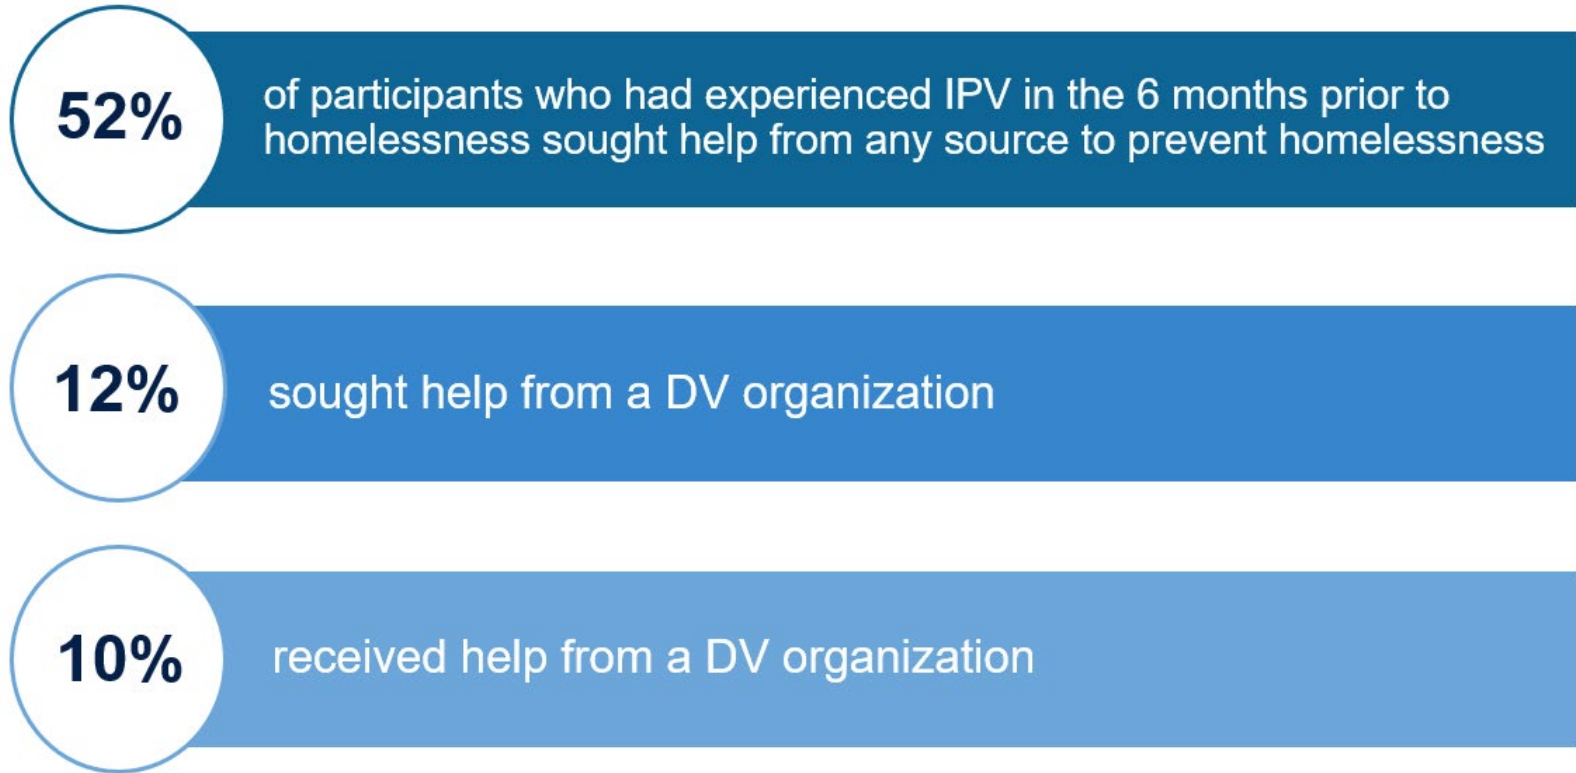 52%
of participants who had experienced IPV in the 6 months prior to
homelessness sought help from any source to prevent homelessness
12%
sought help from a DV organization
10%
received help from a DV organization